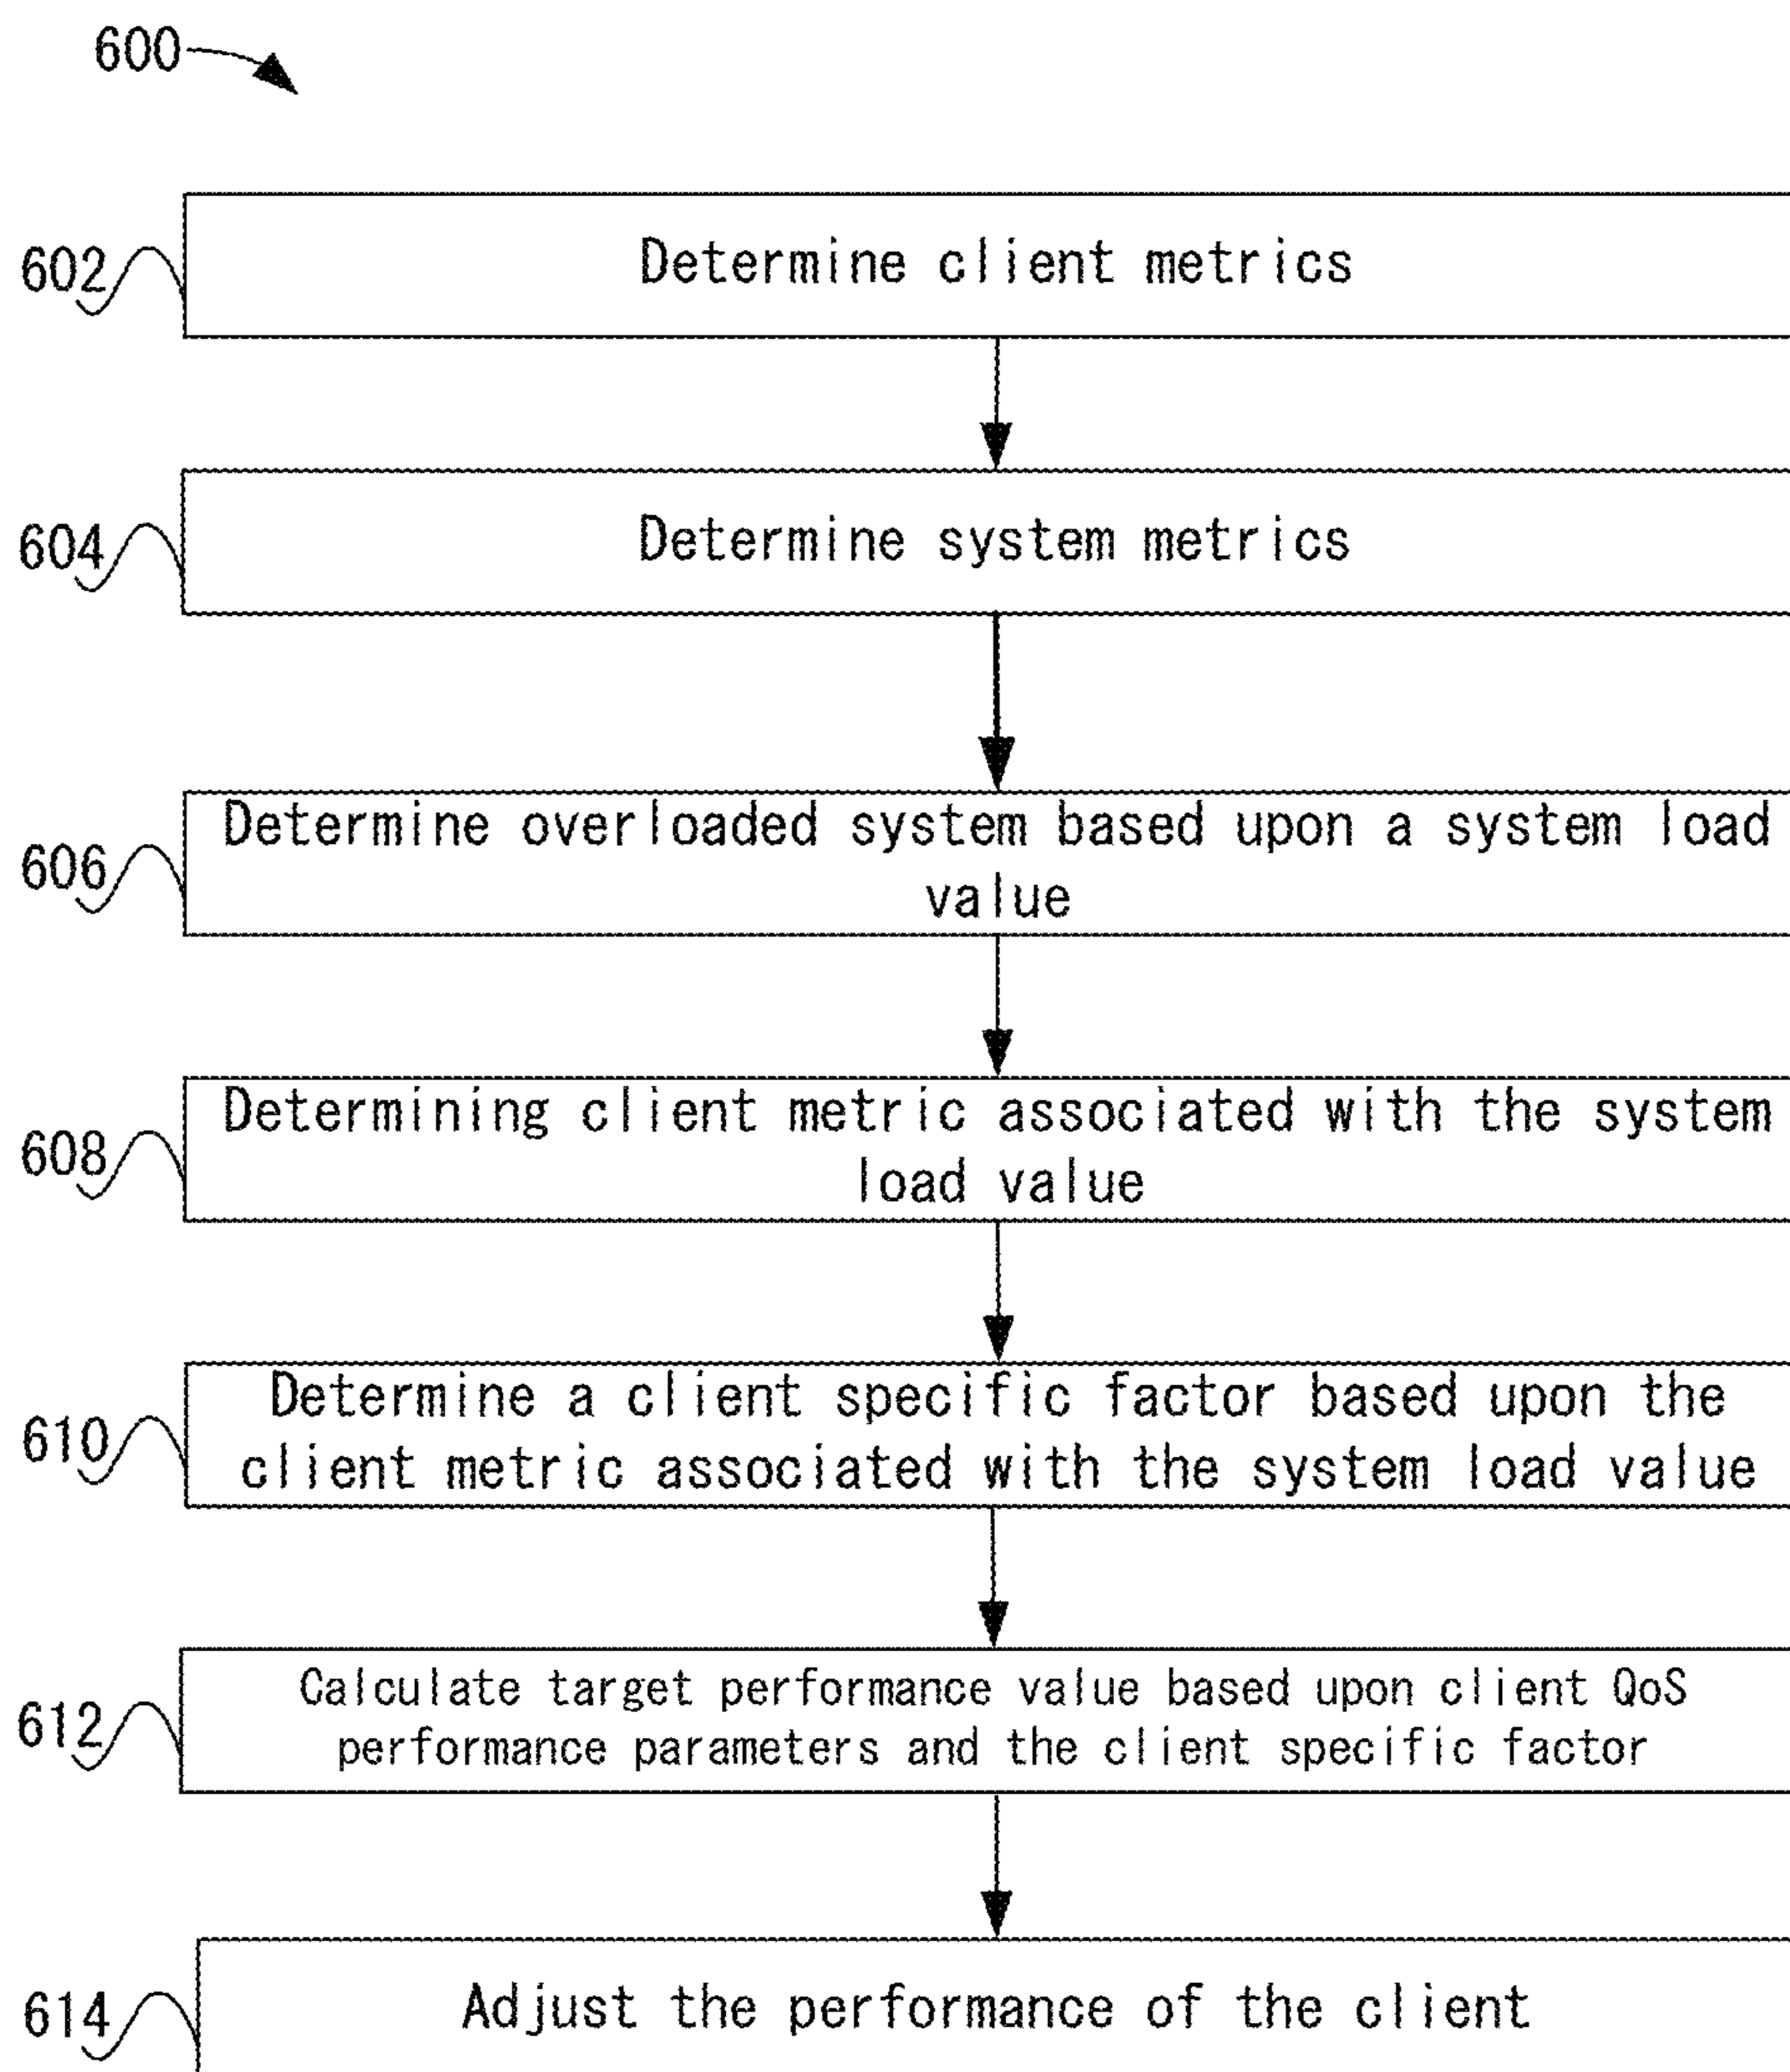 600
602
Determine client metrics
604
Determine system metrics
606
Determine overloaded system based upon a system load
value
608
Determining client metric associated with the system
load value
610
Determine a client specific factor based upon the
client metric associated with the system load value
612
Calculate target performance value based upon client QoS
performance parameters and the client specific factor
614
Adjust the performance of the client